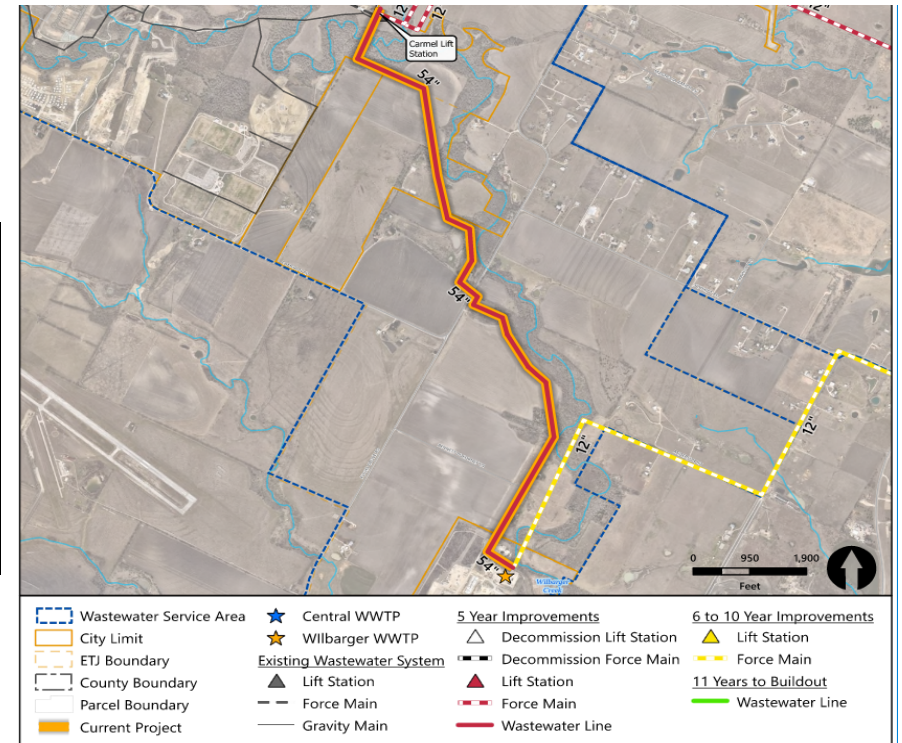 12"
12"
12"
Carmel Lift
Station
54"
54"
12"
12"
54"
Wilbarger
Creek
0 950 1,900
Feet
Wastewater Service Area
City Limit
ETJ Boundary
County Boundary
Parcel Boundary
Current Project
Central WWTP
WIlbarger WWTP
Existing Wastewater System
Lift Station
Force Main
Gravity Main
5 Year Improvements
Decommission Lift Station
Decommission Force Main
Lift Station
Force Main
Wastewater Line
6 to 10 Year Improvements
Lift Station
Force Main
11 Years to Buildout
Wastewater Line